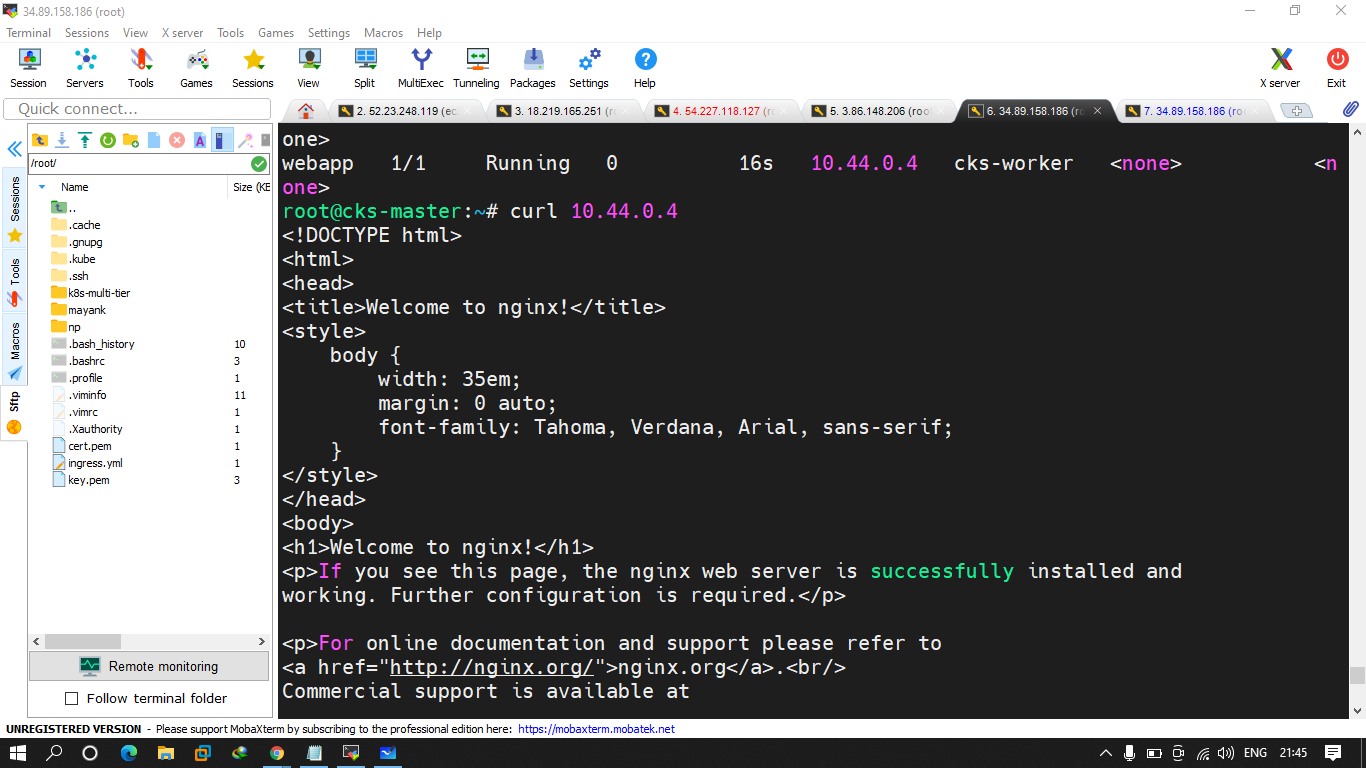 34.89.158.186 (root)
Terminal Sessions View X server Tools Games Settings Macros Help
Session Servers Tools Games Sessions View Split MultiExec Tunneling Packages Settings Help X server Exit
Quick connect...
2. 52.23.248.119 (ec
3. 18.219.165.251 (r
4. 54.227.118.127 (r
5. 3.86.148.206 (roo
6. 34.89.158.186 (ro
7. 34.89.158.186 (ro
/root/
Name Size (KB
..
.cache
.gnupg
.kube
.ssh
k8s-multi-tier
mayank
np
.bash_history 10
.bashrc 3
.profile 1
.viminfo 11
.vimrc 1
.Xauthority 1
cert.pem 1
ingress.yml 1
key.pem 3
Sessions
Tools
Macros
Sftp
Remote monitoring
Follow terminal folder
one>
webapp 1/1 Running 0 16s 10.44.0.4 cks-worker <none> <n
one>
root@cks-master:~# curl 10.44.0.4
<!DOCTYPE html>
<html>
<head>
<title>Welcome to nginx!</title>
<style>
body {
width: 35em;
margin: 0 auto;
font-family: Tahoma, Verdana, Arial, sans-serif;
}
</style>
</head>
<body>
<h1>Welcome to nginx!</h1>
<p>If you see this page, the nginx web server is successfully installed and
working. Further configuration is required.</p>
<p>For online documentation and support please refer to
<a href="http://nginx.org/">nginx.org</a>.<br/>
Commercial support is available at
UNREGISTERED VERSION - Please support MobaXterm by subscribing to the professional edition here: https://mobaxterm.mobatek.net
ENG 21:45